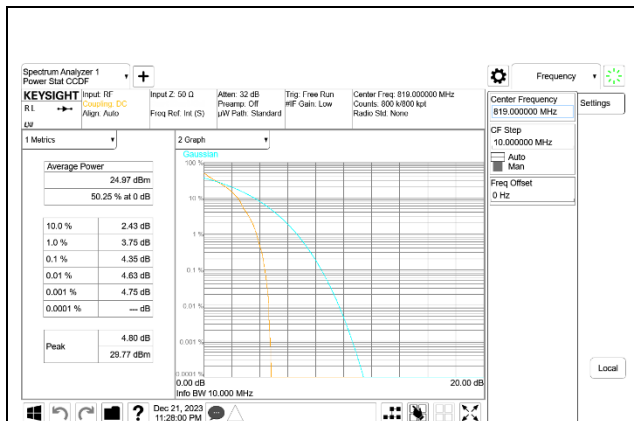 Spectrum Analyzer 1
Power Stat CCDF
+
Frequency
KEYSIGHT
Input: RF
Coupling: DC
Align: Auto
Input Z: 50 Ω
Freq Ref: Int (S)
Atten: 32 dB
Preamp: Off
µW Path: Standard
Trig: Free Run
#IF Gain: Low
Center Freq: 819.000000 MHz
Counts: 800 k/800 kpt
Radio Std: None
Center Frequency
819.000000 MHz
Settings
CF Step
10.000000 MHz
Auto
Man
Freq Offset
0 Hz
1 Metrics
2 Graph
Average Power
24.97 dBm
50.25 % at 0 dB
10.0 % 2.43 dB
1.0 % 3.75 dB
0.1 % 4.35 dB
0.01 % 4.63 dB
0.001 % 4.75 dB
0.0001 % --- dB
Peak
4.80 dB
29.77 dBm
Gaussian
100 %
10 %
1 %
0.1 %
0.01 %
0.001 %
0.0001 %
0.00 dB
20.00 dB
Info BW 10.000 MHz
Local
?
Dec 21, 2023
11:28:00 PM